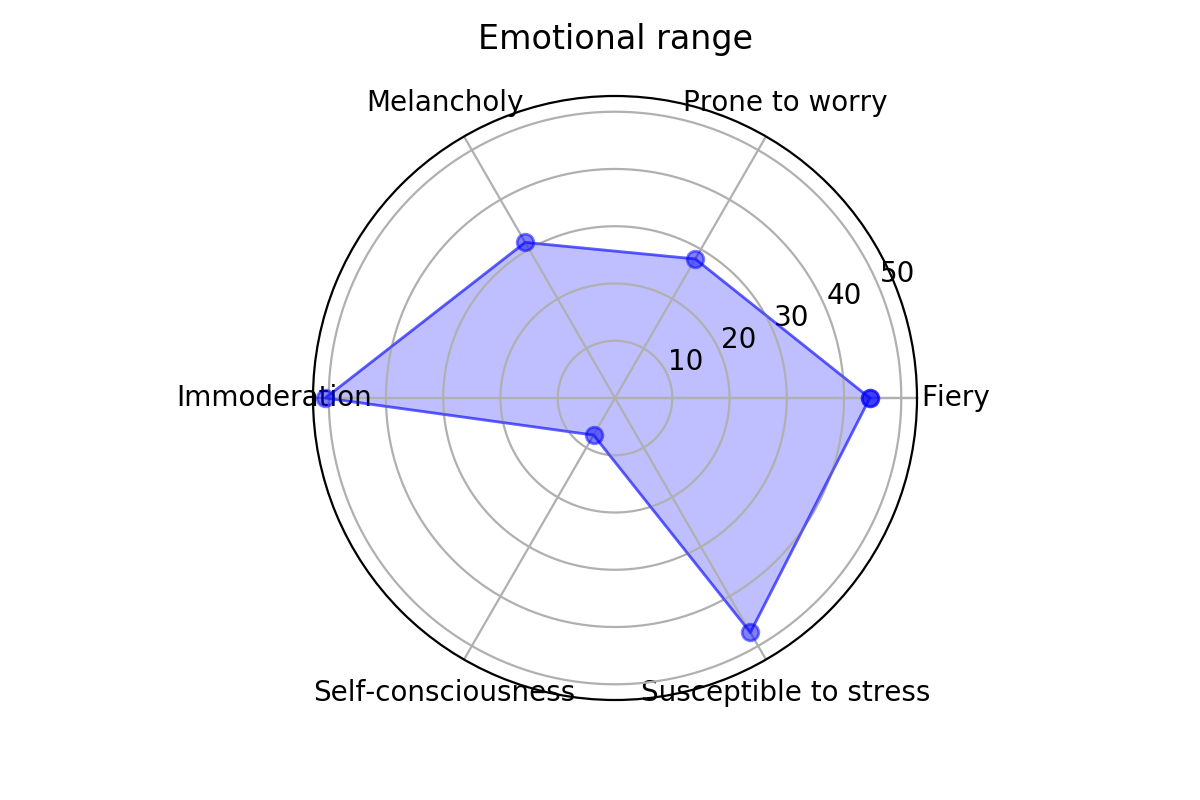 Emotional range
Melancholy
Prone to worry
50
40
30
20
10
Immoderation
Fiery
Self-consciousness
Susceptible to stress